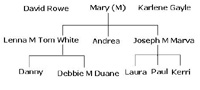 David Rowe Mary (M) Karlene Gayle
Lenna M Tom White Andrea Joseph M Marva
Danny Debbie M Duane Laura Paul Kerri